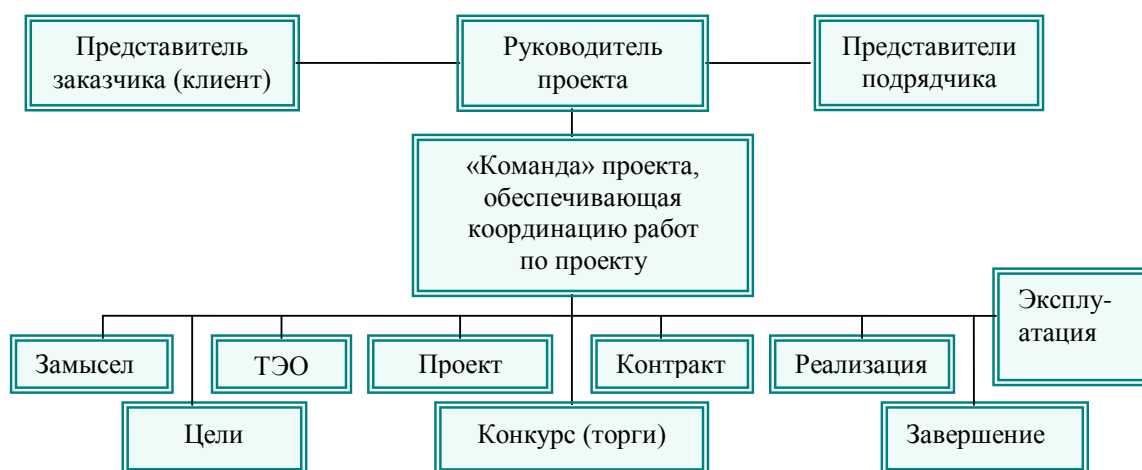 Представитель
заказчика (клиент)
Руководитель
проекта
Представители
подрядчика
«Команда» проекта,
обеспечивающая
координацию работ
по проекту
Эксплу-
атация
Замысел
ТЭО
Проект
Контракт
Реализация
Цели
Конкурс (торги)
Завершение